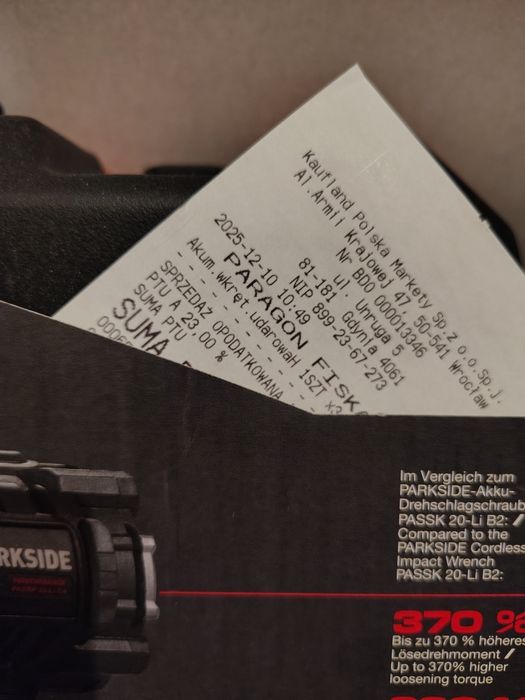 Kaufland Polska Markety Sp.z o.o.Sp.j.
Al.Armii Krajowej 47, 50-541 Wrocław
Nr BDO 000013346
ul. Unruga 5
81-181 Gdynia 4061
NIP 899-23-67-273
2025-12-10 10:49
PARAGON FISK
Akum.wkręt.udarowaH 1SZT x3
SPRZEDAŻ OPODATKOWANA
PTU A 23,00 %
SUMA PTU
SUMA
0006
RKSIDE
PERFORMANCE
Im Vergleich zum
PARKSIDE-Akku-
Drehschlagschraub
PASSK 20-Li B2: /
Compared to the
PARKSIDE Cordless
Impact Wrench
PASSK 20-Li B2:
370 %
Bis zu 370 % höheres
Lösedrehmoment /
Up to 370% higher
loosening torque